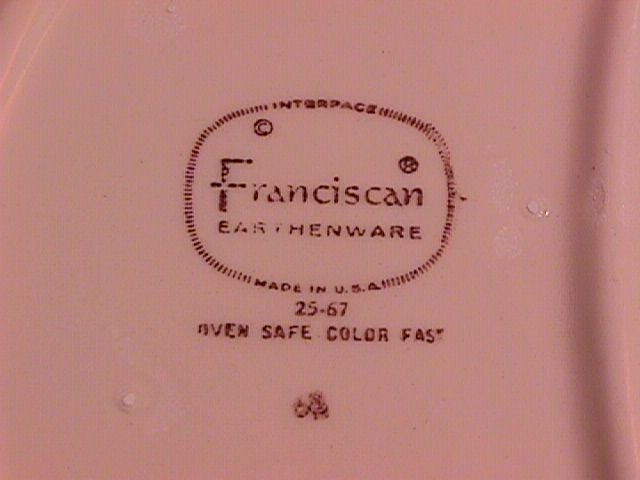 INTERPACE
©
®
Franciscan
EARTHENWARE
MADE IN U.S.A
25-67
OVEN SAFE COLOR FAST